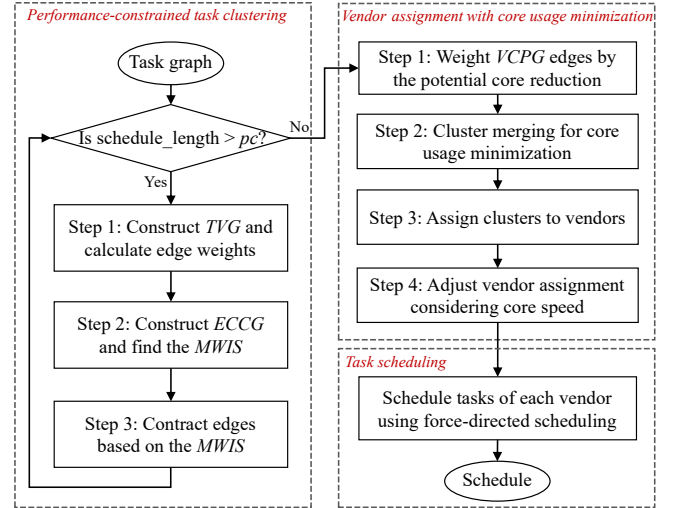 Performance-constrained task clustering
Task graph
Is schedule_length > pc?
No
Yes
Step 1: Construct TVG and
calculate edge weights
Step 2: Construct ECCG
and find the MWIS
Step 3: Contract edges
based on the MWIS
Vendor assignment with core usage minimization
Step 1: Weight VCPG edges by
the potential core reduction
Step 2: Cluster merging for core
usage minimization
Step 3: Assign clusters to vendors
Step 4: Adjust vendor assignment
considering core speed
Task scheduling
Schedule tasks of each vendor
using force-directed scheduling
Schedule